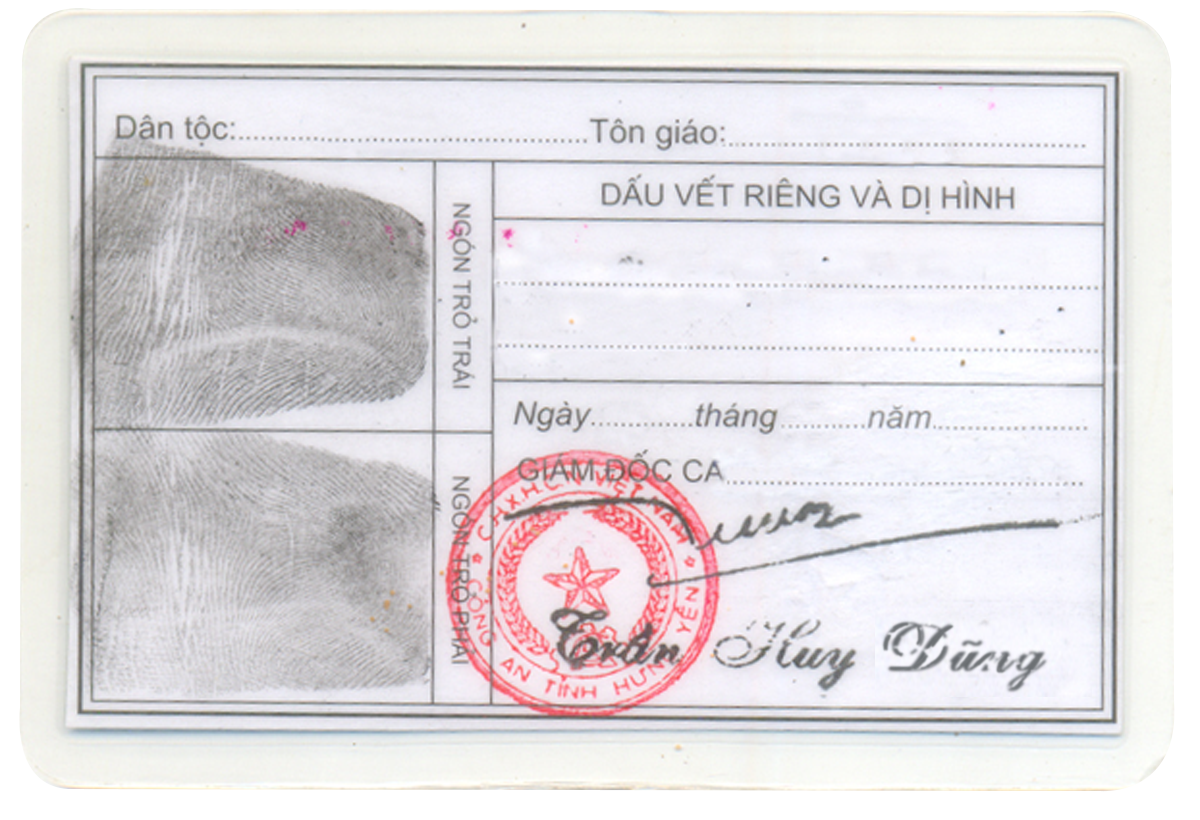 Dân tộc:........................Tôn giáo:........................
DẤU VẾT RIÊNG VÀ DỊ HÌNH
NGÓN TRỎ TRÁI
NGÓN TRỎ PHẢI
Ngày............tháng............năm............
GIÁM ĐỐC CA............
C.H.X.H.C.N VIỆT NAM
CÔNG AN TỈNH HƯNG YÊN
Trần Huy Dũng